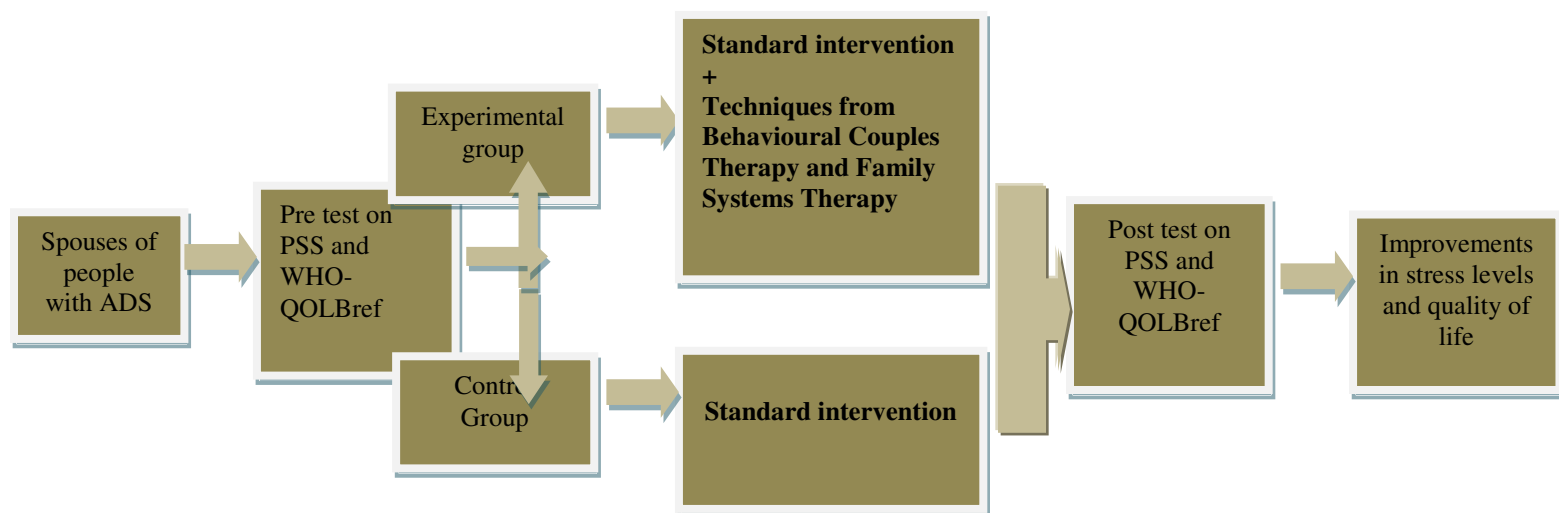 Spouses of
people
with ADS
Pre test on
PSS and
WHO-
QOLBref
Experimental
group
Contro
Group
Standard intervention
+
Techniques from
Behavioural Couples
Therapy and Family
Systems Therapy
Standard intervention
Post test on
PSS and
WHO-
QOLBref
Improvements
in stress levels
and quality of
life